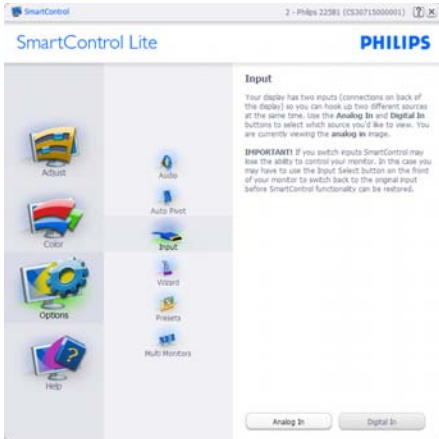 SmartControl
2 - Philips 225B1 (CS30715000001)
SmartControl Lite
PHILIPS
Adjust
Color
Options
Help
Audio
Auto Pivot
Input
Wizard
Presets
Multi Monitors
Input
Your display has two inputs (connections on back of
this display) so you can hook up two different sources
at the same time. Use the Analog In and Digital In
buttons to select which source you'd like to view. You
are currently viewing the analog in image.
IMPORTANT! If you switch inputs SmartControl may
lose the ability to control your monitor. In this case you
may have to use the Input Select button on the front
of your monitor to switch back to the original input
before SmartControl functionality can be restored.
Analog In
Digital In